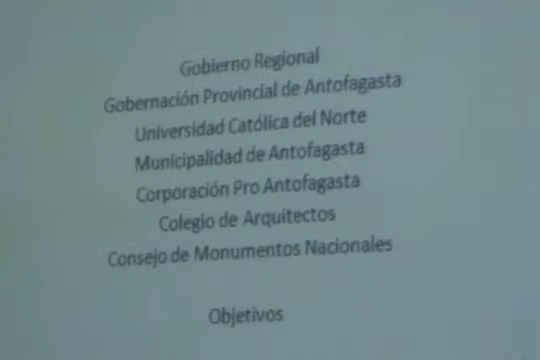 Gobierno Regional
Gobernación Provincial de Antofagasta
Universidad Católica del Norte
Municipalidad de Antofagasta
Corporación Pro Antofagasta
Colegio de Arquitectos
Consejo de Monumentos Nacionales
Objetivos